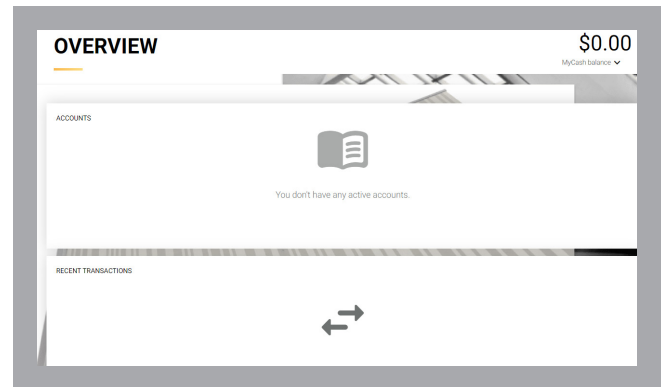 OVERVIEW
$0.00
MyCash balance
ACCOUNTS
You don't have any active accounts.
RECENT TRANSACTIONS